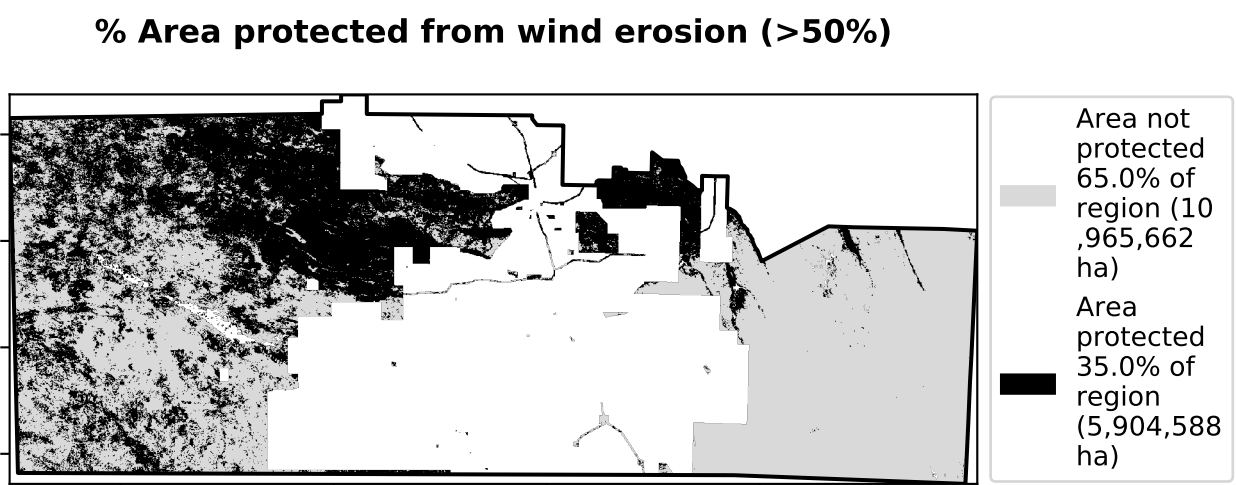 % Area protected from wind erosion (>50%)
Area not
protected
65.0% of
region (10
,965,662
ha)
Area
protected
35.0% of
region
(5,904,588
ha)